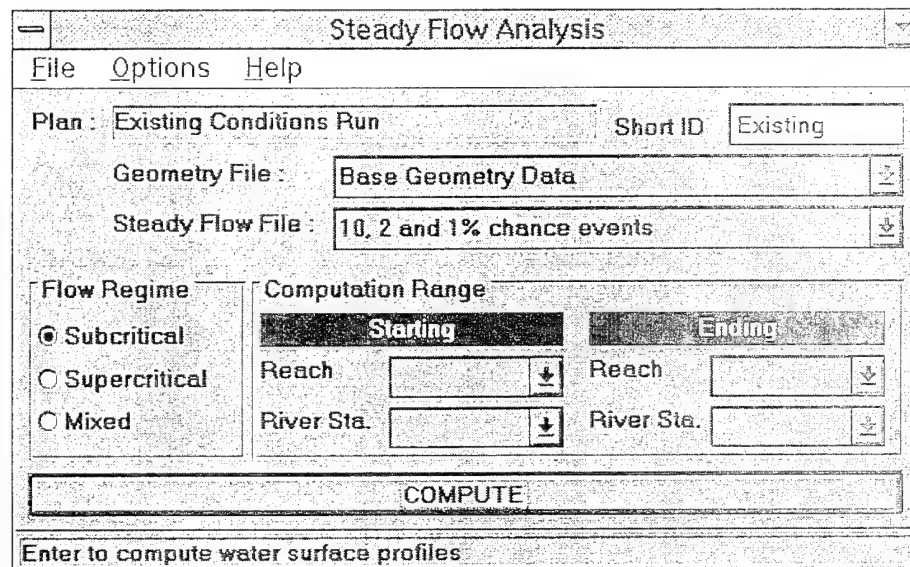 Steady Flow Analysis
File Options Help
Plan : Existing Conditions Run Short ID Existing
Geometry File : Base Geometry Data
Steady Flow File : 10, 2 and 1% chance events
Flow Regime Computation Range
Starting Ending
Subcritical
Reach Reach
Supercritical
Mixed River Sta. River Sta.
COMPUTE
Enter to compute water surface profiles